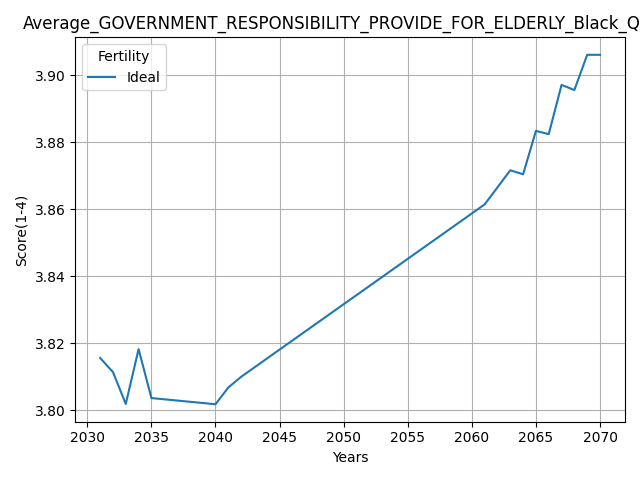 Average_GOVERNMENT_RESPONSIBILITY_PROVIDE_FOR_ELDERLY_Black_Q
Fertility
Ideal
Score(1-4)
3.90
3.88
3.86
3.84
3.82
3.80
2030 2035 2040 2045 2050 2055 2060 2065 2070
Years